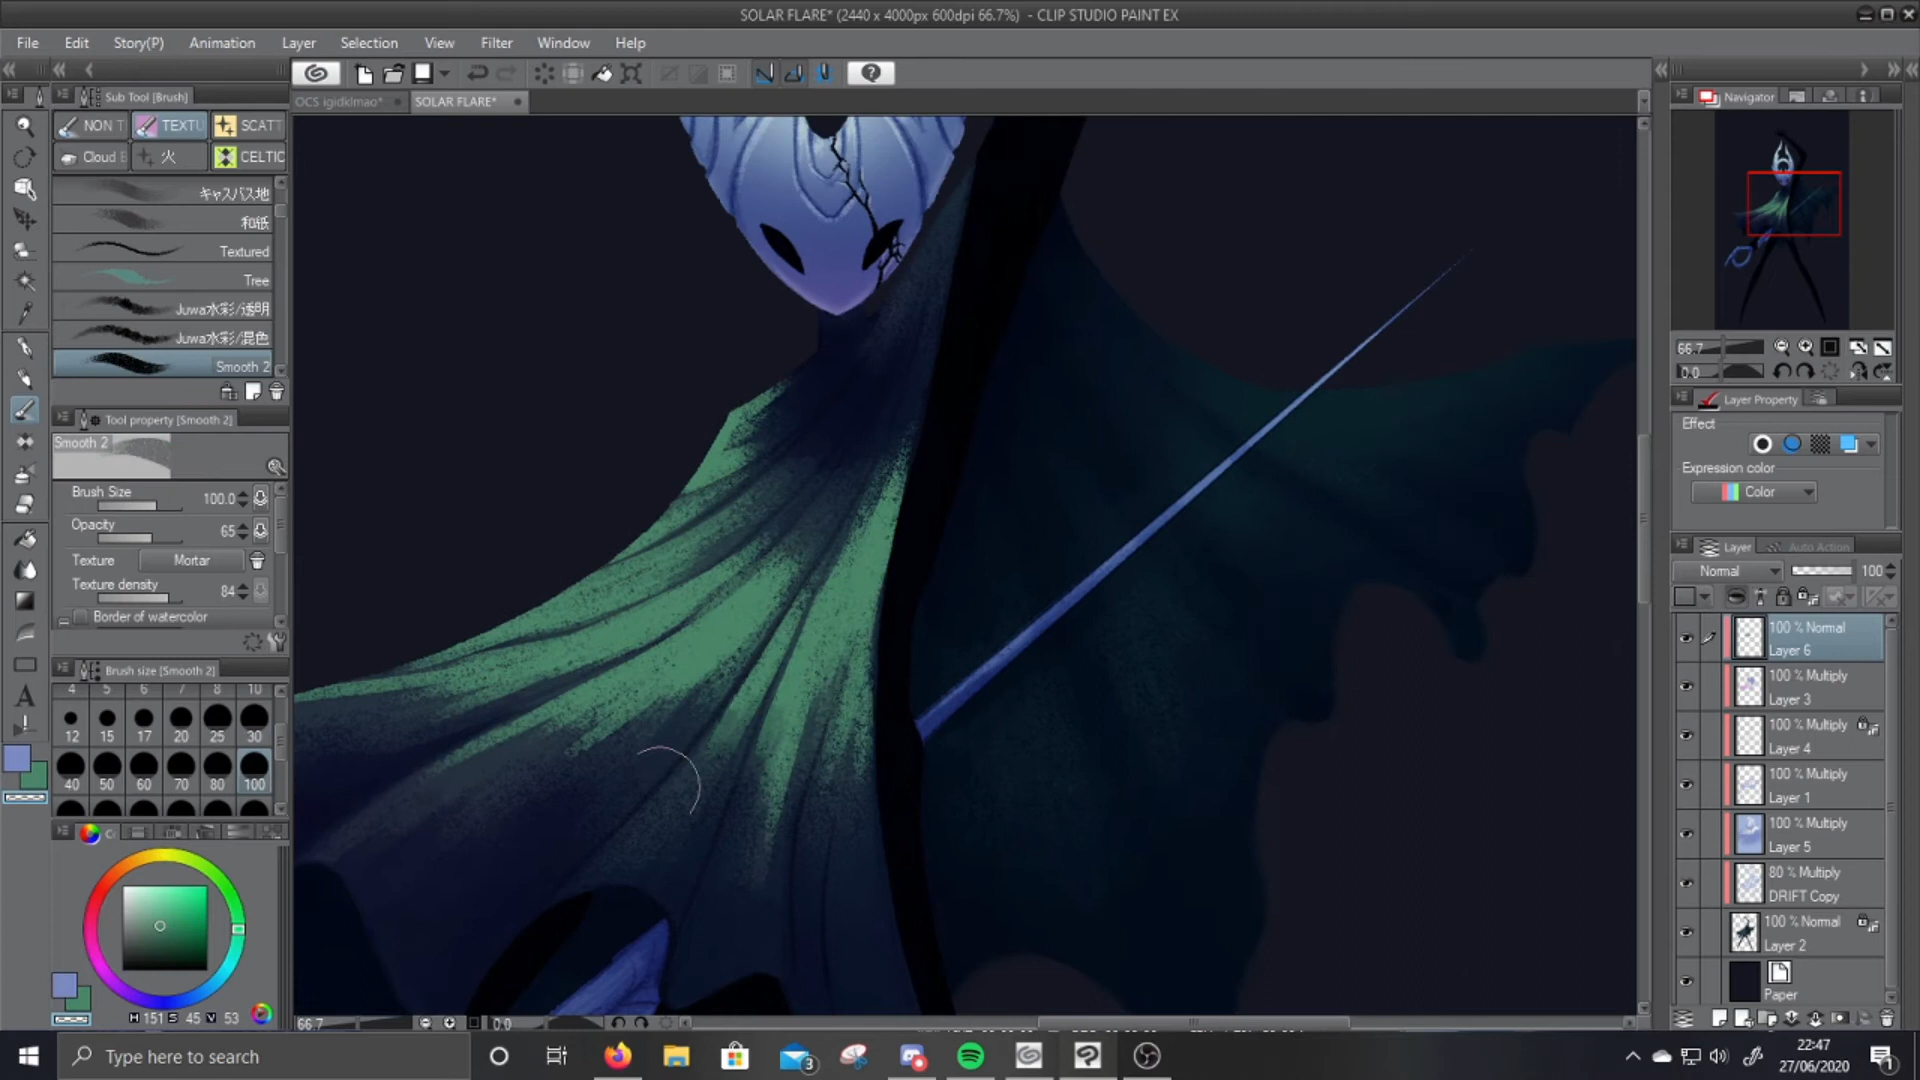 SOLAR FLARE* (2440 x 4000px 600dpi 66.7%) - CLIP STUDIO PAINT EX
File Edit Story(P) Animation Layer Selection View Filter Window Help
OCS igidklmao* SOLAR FLARE*
Sub Tool [Brush]
NON T TEXTU SCATT
Cloud B 火 CELTIC
キャスバス地
和紙
Textured
Tree
Juwa水彩/透明
Juwa水彩/混色
Smooth 2
Tool property [Smooth 2]
Smooth 2
Brush Size 100.0
Opacity 65
Texture Mortar
Texture density 84
Border of watercolor
Brush size [Smooth 2]
4 5 6 7 8 10
12 15 17 20 25 30
40 50 60 70 80 100
H 151 S 45 V 53
66.7 0.0
Navigator
66.7
0.0
Layer Property
Effect
Expression color
Color
Layer Auto Action
Normal 100
100 % Normal
Layer 6
100 % Multiply
Layer 3
100 % Multiply
Layer 4
100 % Multiply
Layer 1
100 % Multiply
Layer 5
80 % Multiply
DRIFT Copy
100 % Normal
Layer 2
Paper
Type here to search
3
22:47
27/06/2020
1